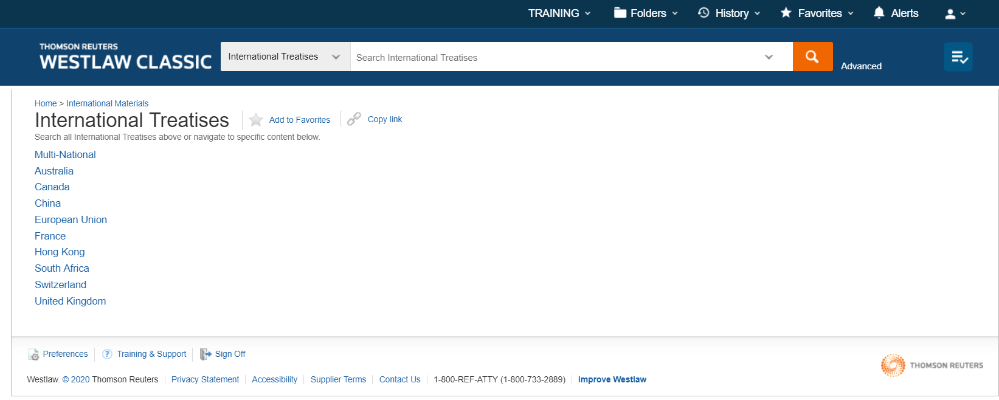 TRAINING Folders History Favorites Alerts
THOMSON REUTERS
WESTLAW CLASSIC
International Treatises Search International Treatises Advanced
Home > International Materials
International Treatises Add to Favorites Copy link
Search all International Treatises above or navigate to specific content below.
Multi-National
Australia
Canada
China
European Union
France
Hong Kong
South Africa
Switzerland
United Kingdom
Preferences ? Training & Support Sign Off
THOMSON REUTERS
Westlaw. © 2020 Thomson Reuters Privacy Statement Accessibility Supplier Terms Contact Us 1-800-REF-ATTY (1-800-733-2889) Improve Westlaw